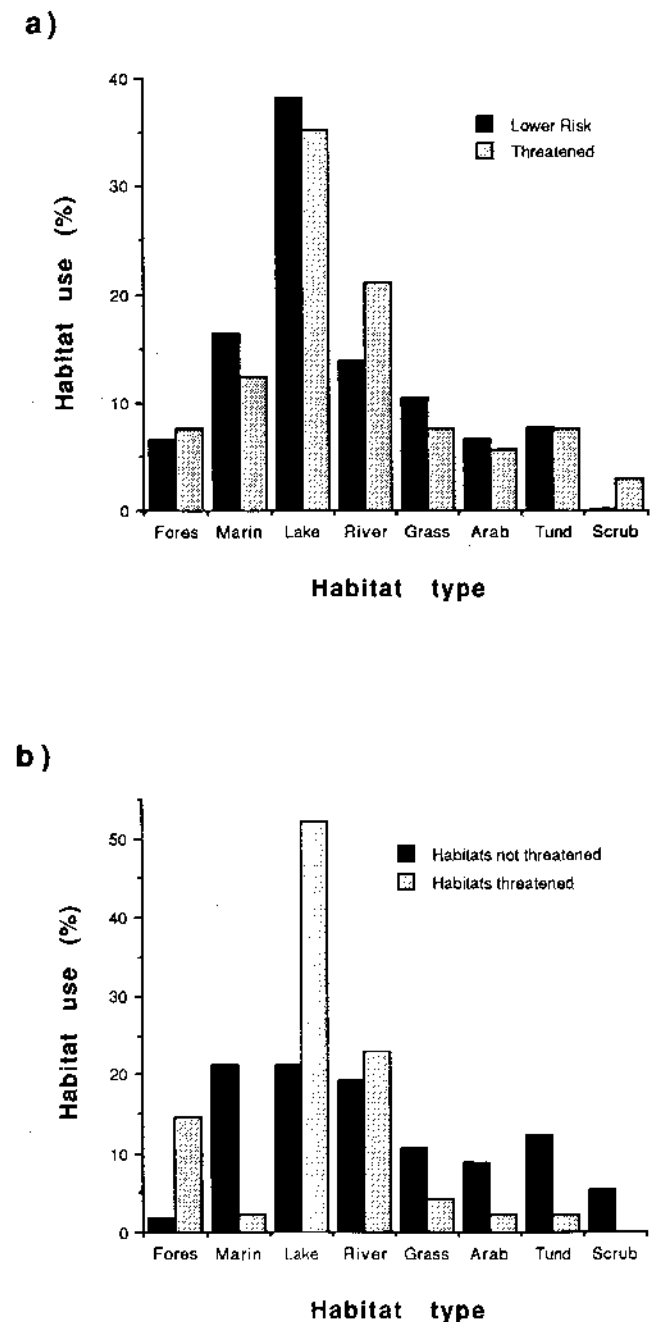 a)
40
30
20
10
0
Habitat use (%)
Lower Risk
Threatened
Fores Marin Lake River Grass Arab Tund Scrub
Habitat type
b)
50
40
30
20
10
0
Habitat use (%)
Habitats not threatened
Habitats threatened
Fores Marin Lake River Grass Arab Tund Scrub
Habitat type